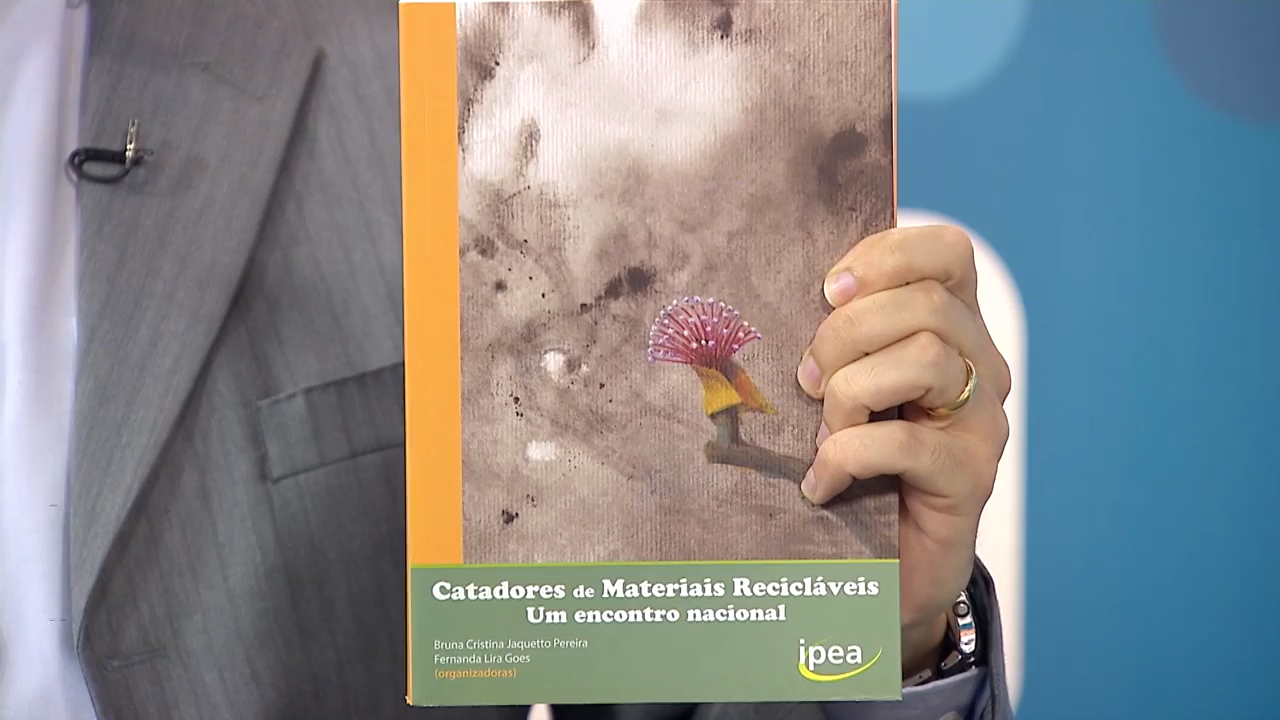 Catadores de Materiais Recicláveis
Um encontro nacional
Bruna Cristina Jaquetto Pereira
Fernanda Lira Goes
(organizadoras)
ipea